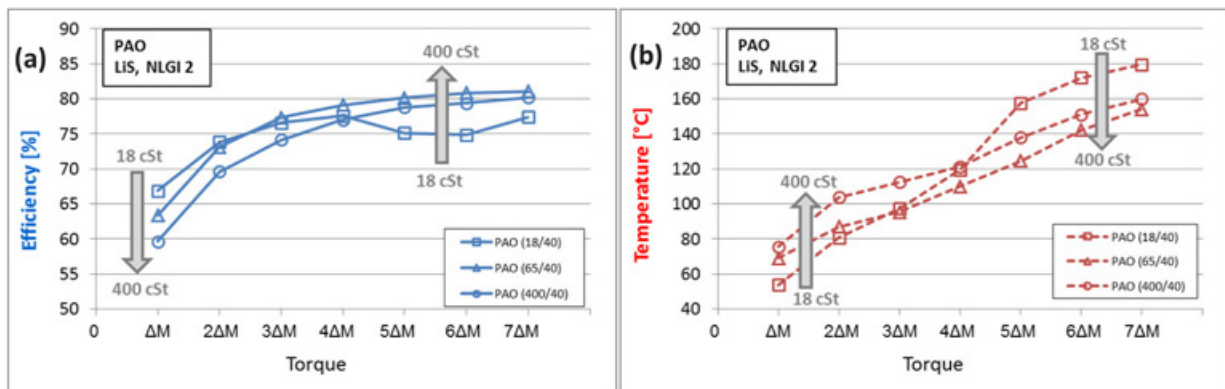 (a)
PAO
LiS, NLGI 2
Efficiency [%]
90
85
80
75
70
65
60
55
50
18 cSt
400 cSt
400 cSt
18 cSt
PAO (18/40)
PAO (65/40)
PAO (400/40)
0 ΔM 2ΔM 3ΔM 4ΔM 5ΔM 6ΔM 7ΔM
Torque
(b)
PAO
LiS, NLGI 2
Temperature [°C]
200
180
160
140
120
100
80
60
40
18 cSt
400 cSt
400 cSt
18 cSt
PAO (18/40)
PAO (65/40)
PAO (400/40)
0 ΔM 2ΔM 3ΔM 4ΔM 5ΔM 6ΔM 7ΔM
Torque